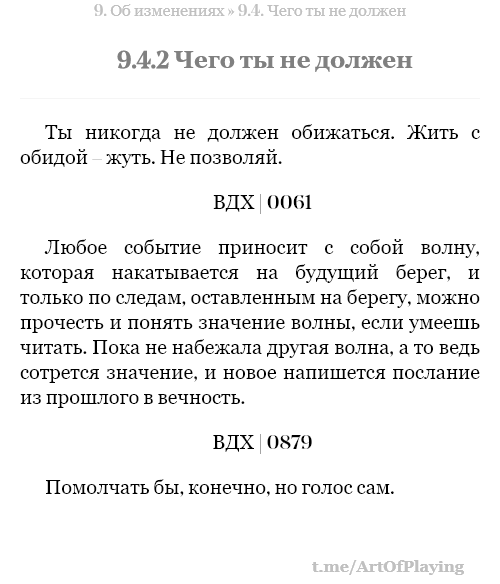 9. Об изменениях » 9.4. Чего ты не должен
9.4.2 Чего ты не должен
Ты никогда не должен обижаться. Жить с
обидой – жуть. Не позволяй.
ВДХ | 0061
Любое событие приносит с собой волну,
которая накатывается на будущий берег, и
только по следам, оставленным на берегу, можно
прочесть и понять значение волны, если умеешь
читать. Пока не набежала другая волна, а то ведь
сотрется значение, и новое напишется послание
из прошлого в вечность.
ВДХ | 0879
Помолчать бы, конечно, но голос сам.
t.me/ArtOfPlaying